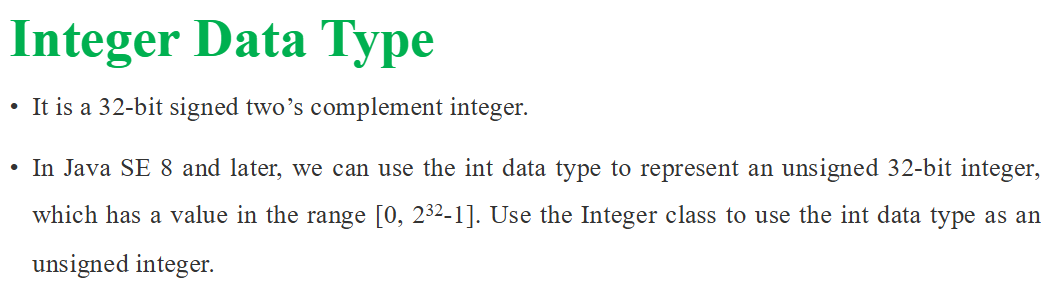 Integer Data Type
• It is a 32-bit signed two’s complement integer.
• In Java SE 8 and later, we can use the int data type to represent an unsigned 32-bit integer,
which has a value in the range [0, 2³²-1]. Use the Integer class to use the int data type as an
unsigned integer.